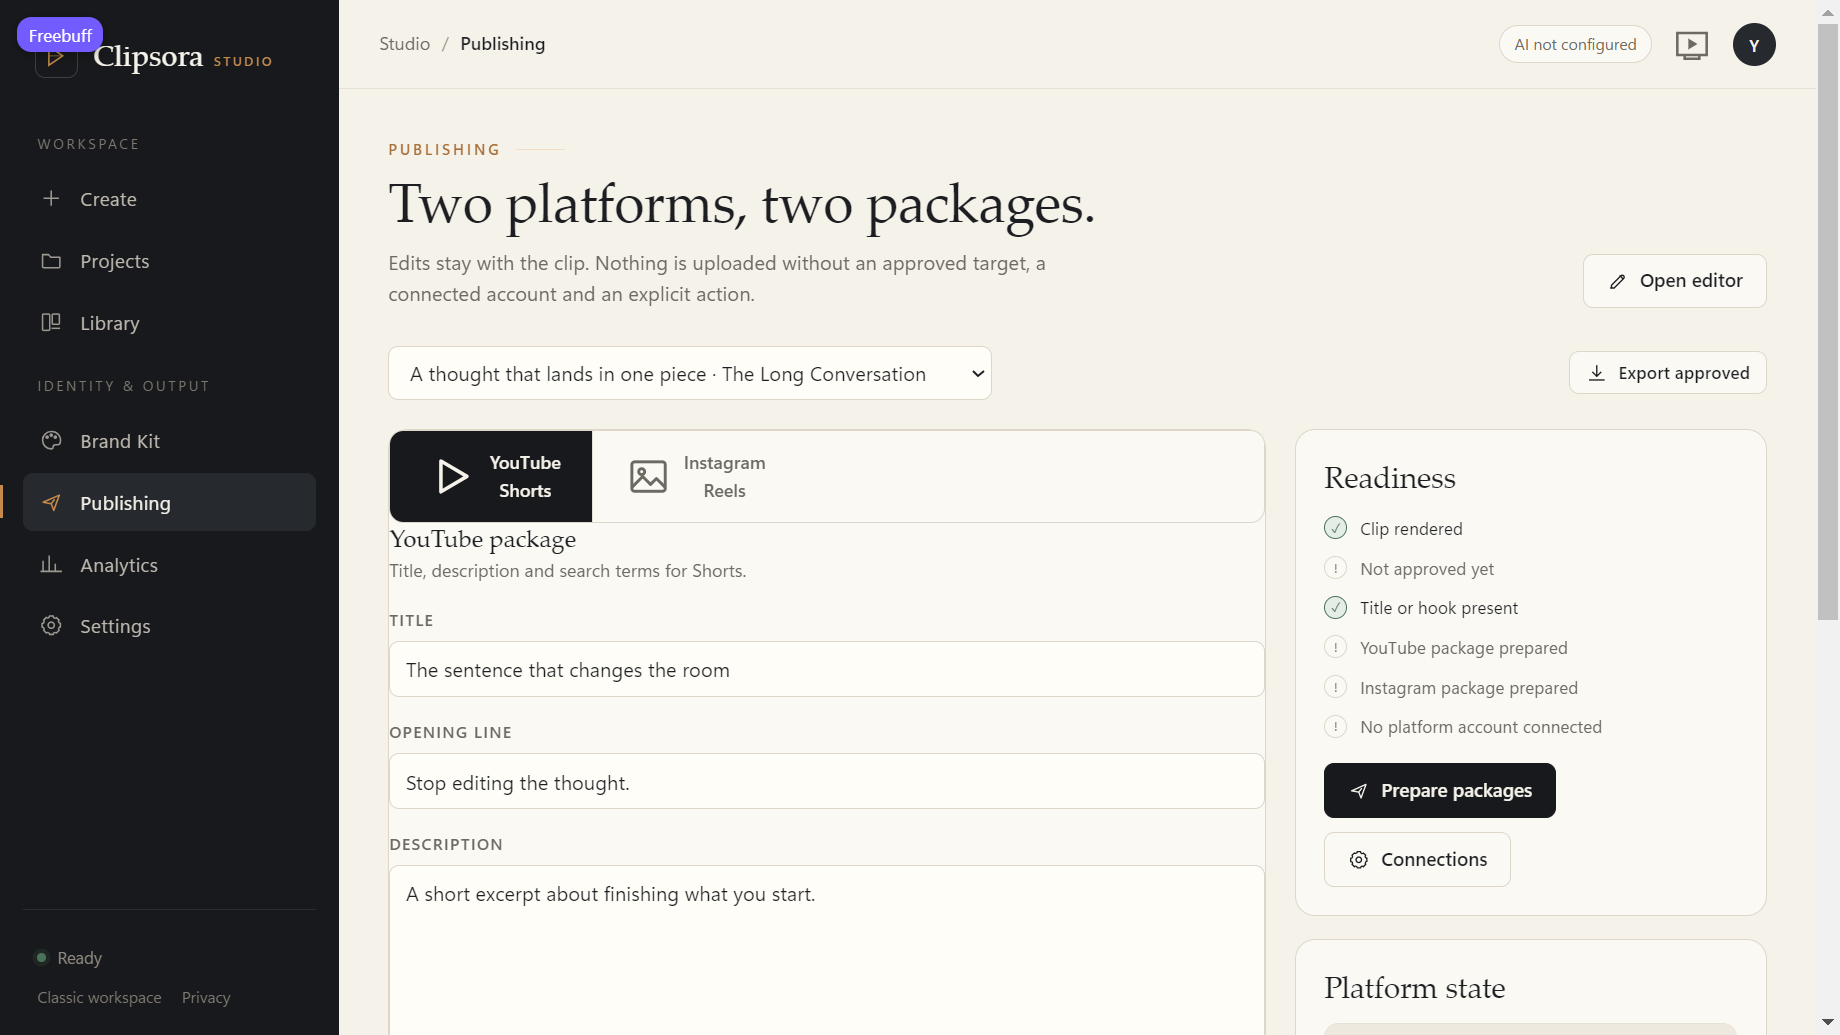 Freebuff
Clipsora STUDIO
WORKSPACE
Create
Projects
Library
IDENTITY & OUTPUT
Brand Kit
Publishing
Analytics
Settings
Ready
Classic workspace Privacy
Studio / Publishing
AI not configured
Y
PUBLISHING
Two platforms, two packages.
Edits stay with the clip. Nothing is uploaded without an approved target, a
connected account and an explicit action.
Open editor
A thought that lands in one piece · The Long Conversation
Export approved
YouTube
Shorts
Instagram
Reels
YouTube package
Title, description and search terms for Shorts.
TITLE
The sentence that changes the room
OPENING LINE
Stop editing the thought.
DESCRIPTION
A short excerpt about finishing what you start.
Readiness
Clip rendered
! Not approved yet
Title or hook present
! YouTube package prepared
! Instagram package prepared
! No platform account connected
Prepare packages
Connections
Platform state